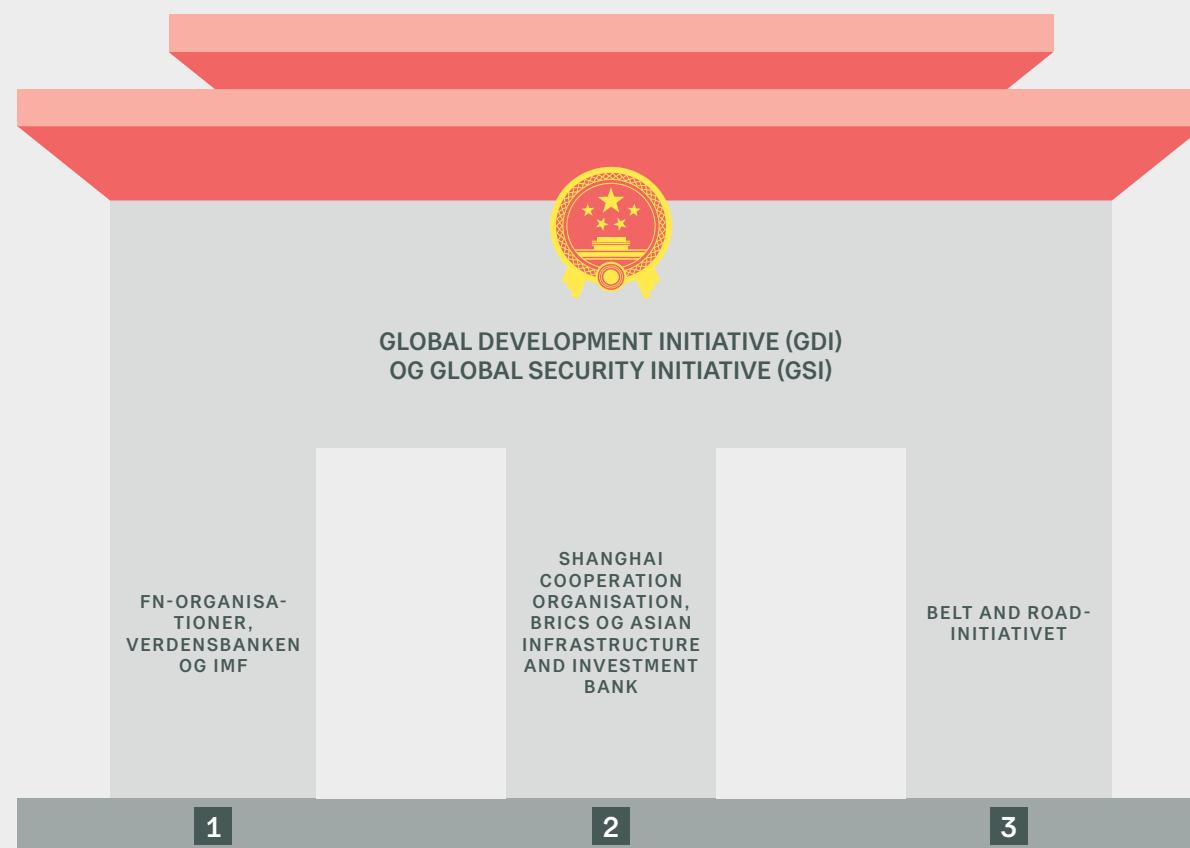 GLOBAL DEVELOPMENT INITIATIVE (GDI)
OG GLOBAL SECURITY INITIATIVE (GSI)
FN-ORGANISA-
TIONER,
VERDENSBANKEN
OG IMF
SHANGHAI
COOPERATION
ORGANISATION,
BRICS OG ASIAN
INFRASTRUCTURE
AND INVESTMENT
BANK
BELT AND ROAD-
INITIATIVET
1
2
3